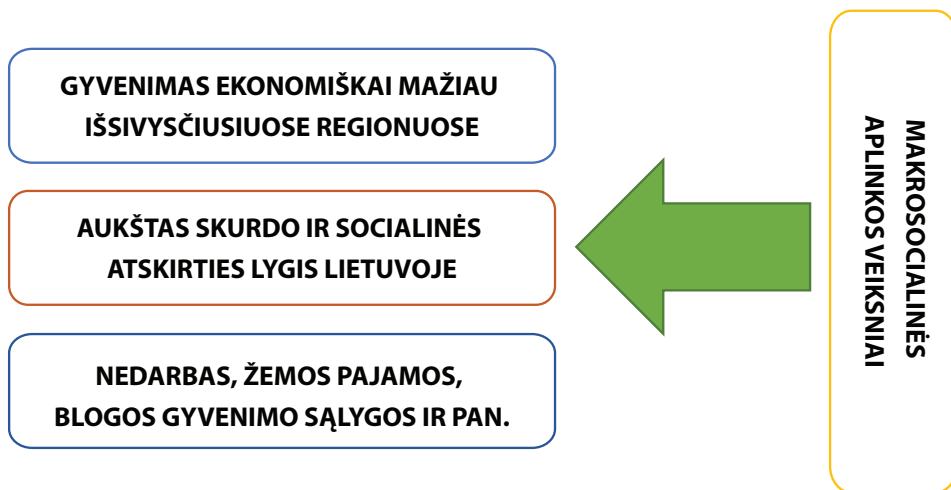 GYVENIMAS EKONOMIŠKAI MAŽIAU
IŠSIVYSČIUSIUOSE REGIONUOSE
AUKŠTAS SKURDO IR SOCIALINĖS
ATSKIRTIES LYGIS LIETUVOJE
NEDARBAS, ŽEMOS PAJAMOS,
BLOGOS GYVENIMO SĄLYGOS IR PAN.
MAKROSOCIALINĖS
APLINKOS VEIKSNIAI